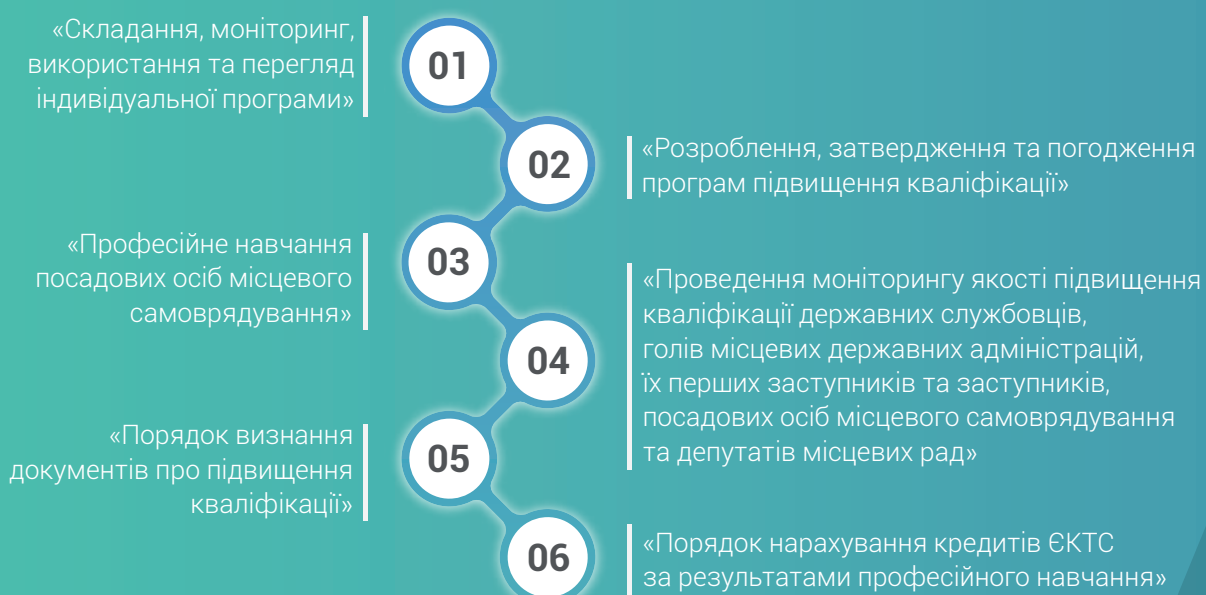 «Складання, моніторинг,
використання та перегляд
індивідуальної програми»
01
02
«Розроблення, затвердження та погодження
програм підвищення кваліфікації»
«Професійне навчання
посадових осіб місцевого
самоврядування»
03
04
«Проведення моніторингу якості підвищення
кваліфікації державних службовців,
голів місцевих державних адміністрацій,
їх перших заступників та заступників,
посадових осіб місцевого самоврядування
та депутатів місцевих рад»
«Порядок визнання
документів про підвищення
кваліфікації»
05
06
«Порядок нарахування кредитів ЄКТС
за результатами професійного навчання»